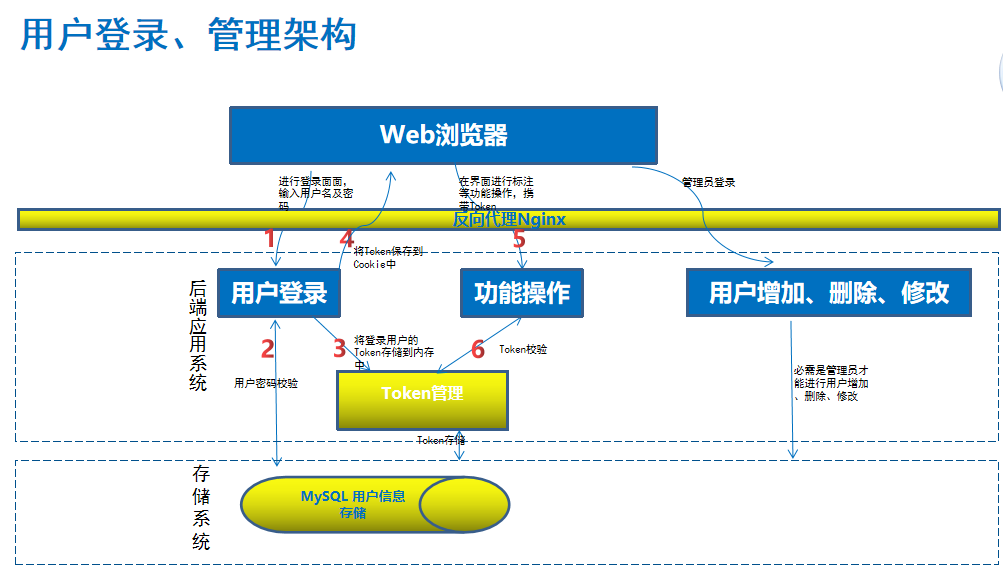 用户登录、管理架构
Web浏览器
进行登录面面，
输入用户名及密
码
在界面进行标注
等功能操作，携
带Token
管理员登录
反向代理Nginx
1
4
5
将Token保存到
Cookie中
后端应用系统
用户登录
功能操作
用户增加、删除、修改
2
3
将登录用户的
Token存储到内存
中
6
Token校验
用户密码校验
Token管理
必需是管理员才
能进行用户增加
、删除、修改
Token存储
存储系统
MySQL 用户信息
存储